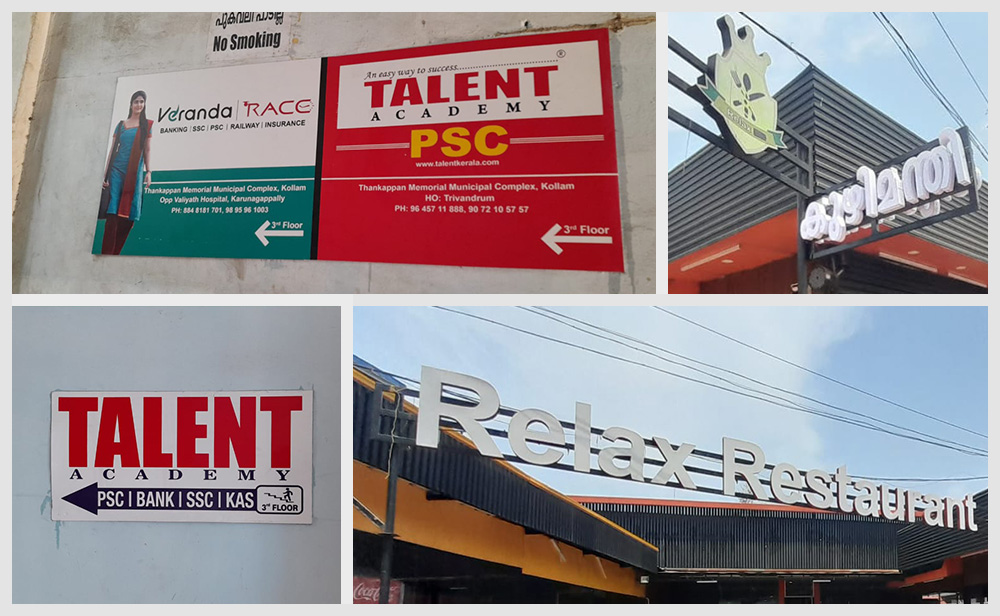 പുകവലി പാടില്ല
No Smoking
Veranda | RACE
BANKING | SSC | PSC | RAILWAY | INSURANCE
Thankappan Memorial Municipal Complex, Kollam
Opp Valiyath Hospital, Karunagappally
PH: 884 8181 701, 98 95 96 1003
3rd Floor
An easy way to success..................
®
TALENT
ACADEMY
PSC
www.talentkerala.com
Thankappan Memorial Municipal Complex, Kollam
HO: Trivandrum
PH: 96 457 11 888, 90 72 10 57 57
3rd Floor
കുഴിമന്തി
TALENT
ACADEMY
PSC | BANK | SSC | KAS
3RD FLOOR
Relax Restaurant
Coca-Cola